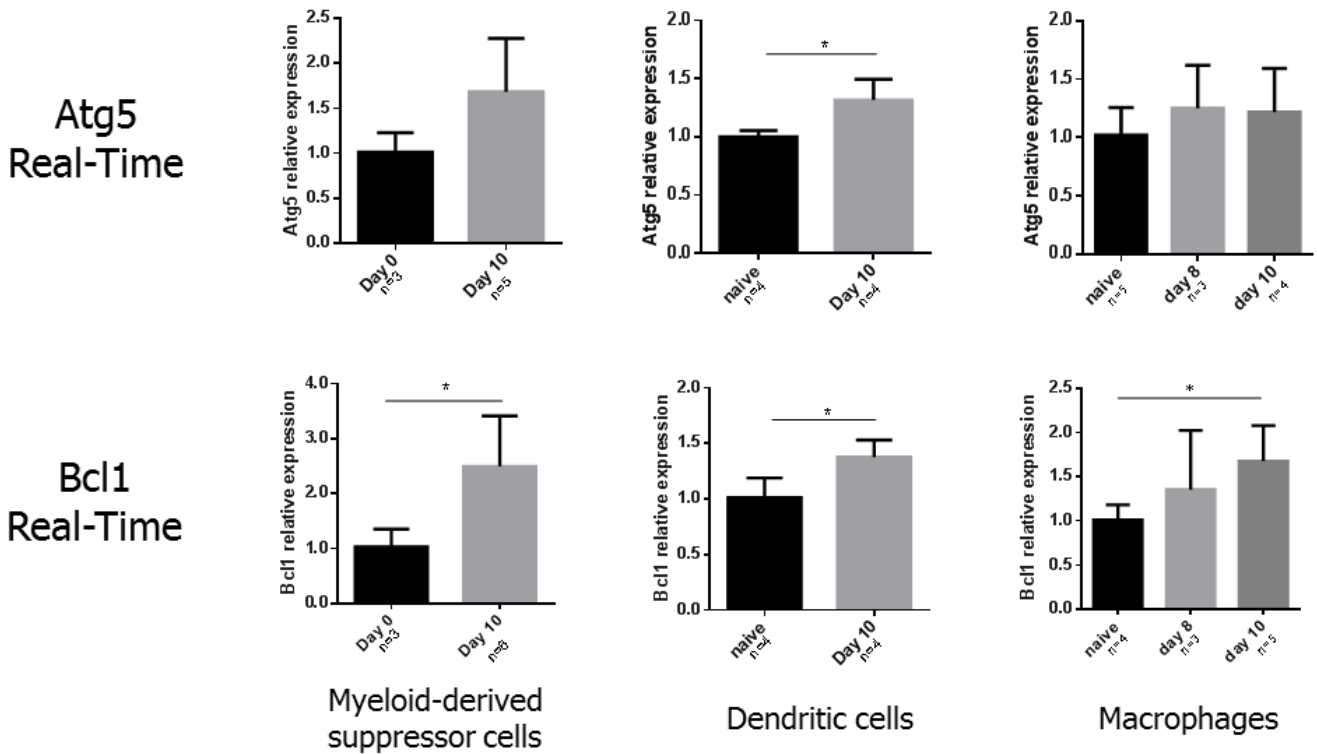 Atg5
Real-Time
Atg5 relative expression
2.5
2.0
1.5
1.0
0.5
0.0
Day 0
n=3
Day 10
n=5
Atg5 relative expression
2.0
1.5
1.0
0.5
0.0
*
naive
n=4
Day 10
n=4
Atg5 relative expression
2.0
1.5
1.0
0.5
0.0
naive
n=5
day 8
n=3
day 10
n=4
Bcl1
Real-Time
Bcl1 relative expression
4.0
3.0
2.0
1.0
0.0
*
Day 0
n=3
Day 10
n=6
Bcl1 relative expression
2.0
1.5
1.0
0.5
0.0
*
naive
n=4
Day 10
n=4
Bcl1 relative expression
2.5
2.0
1.5
1.0
0.5
0.0
*
naive
n=4
day 8
n=3
day 10
n=5
Myeloid-derived
suppressor cells
Dendritic cells
Macrophages